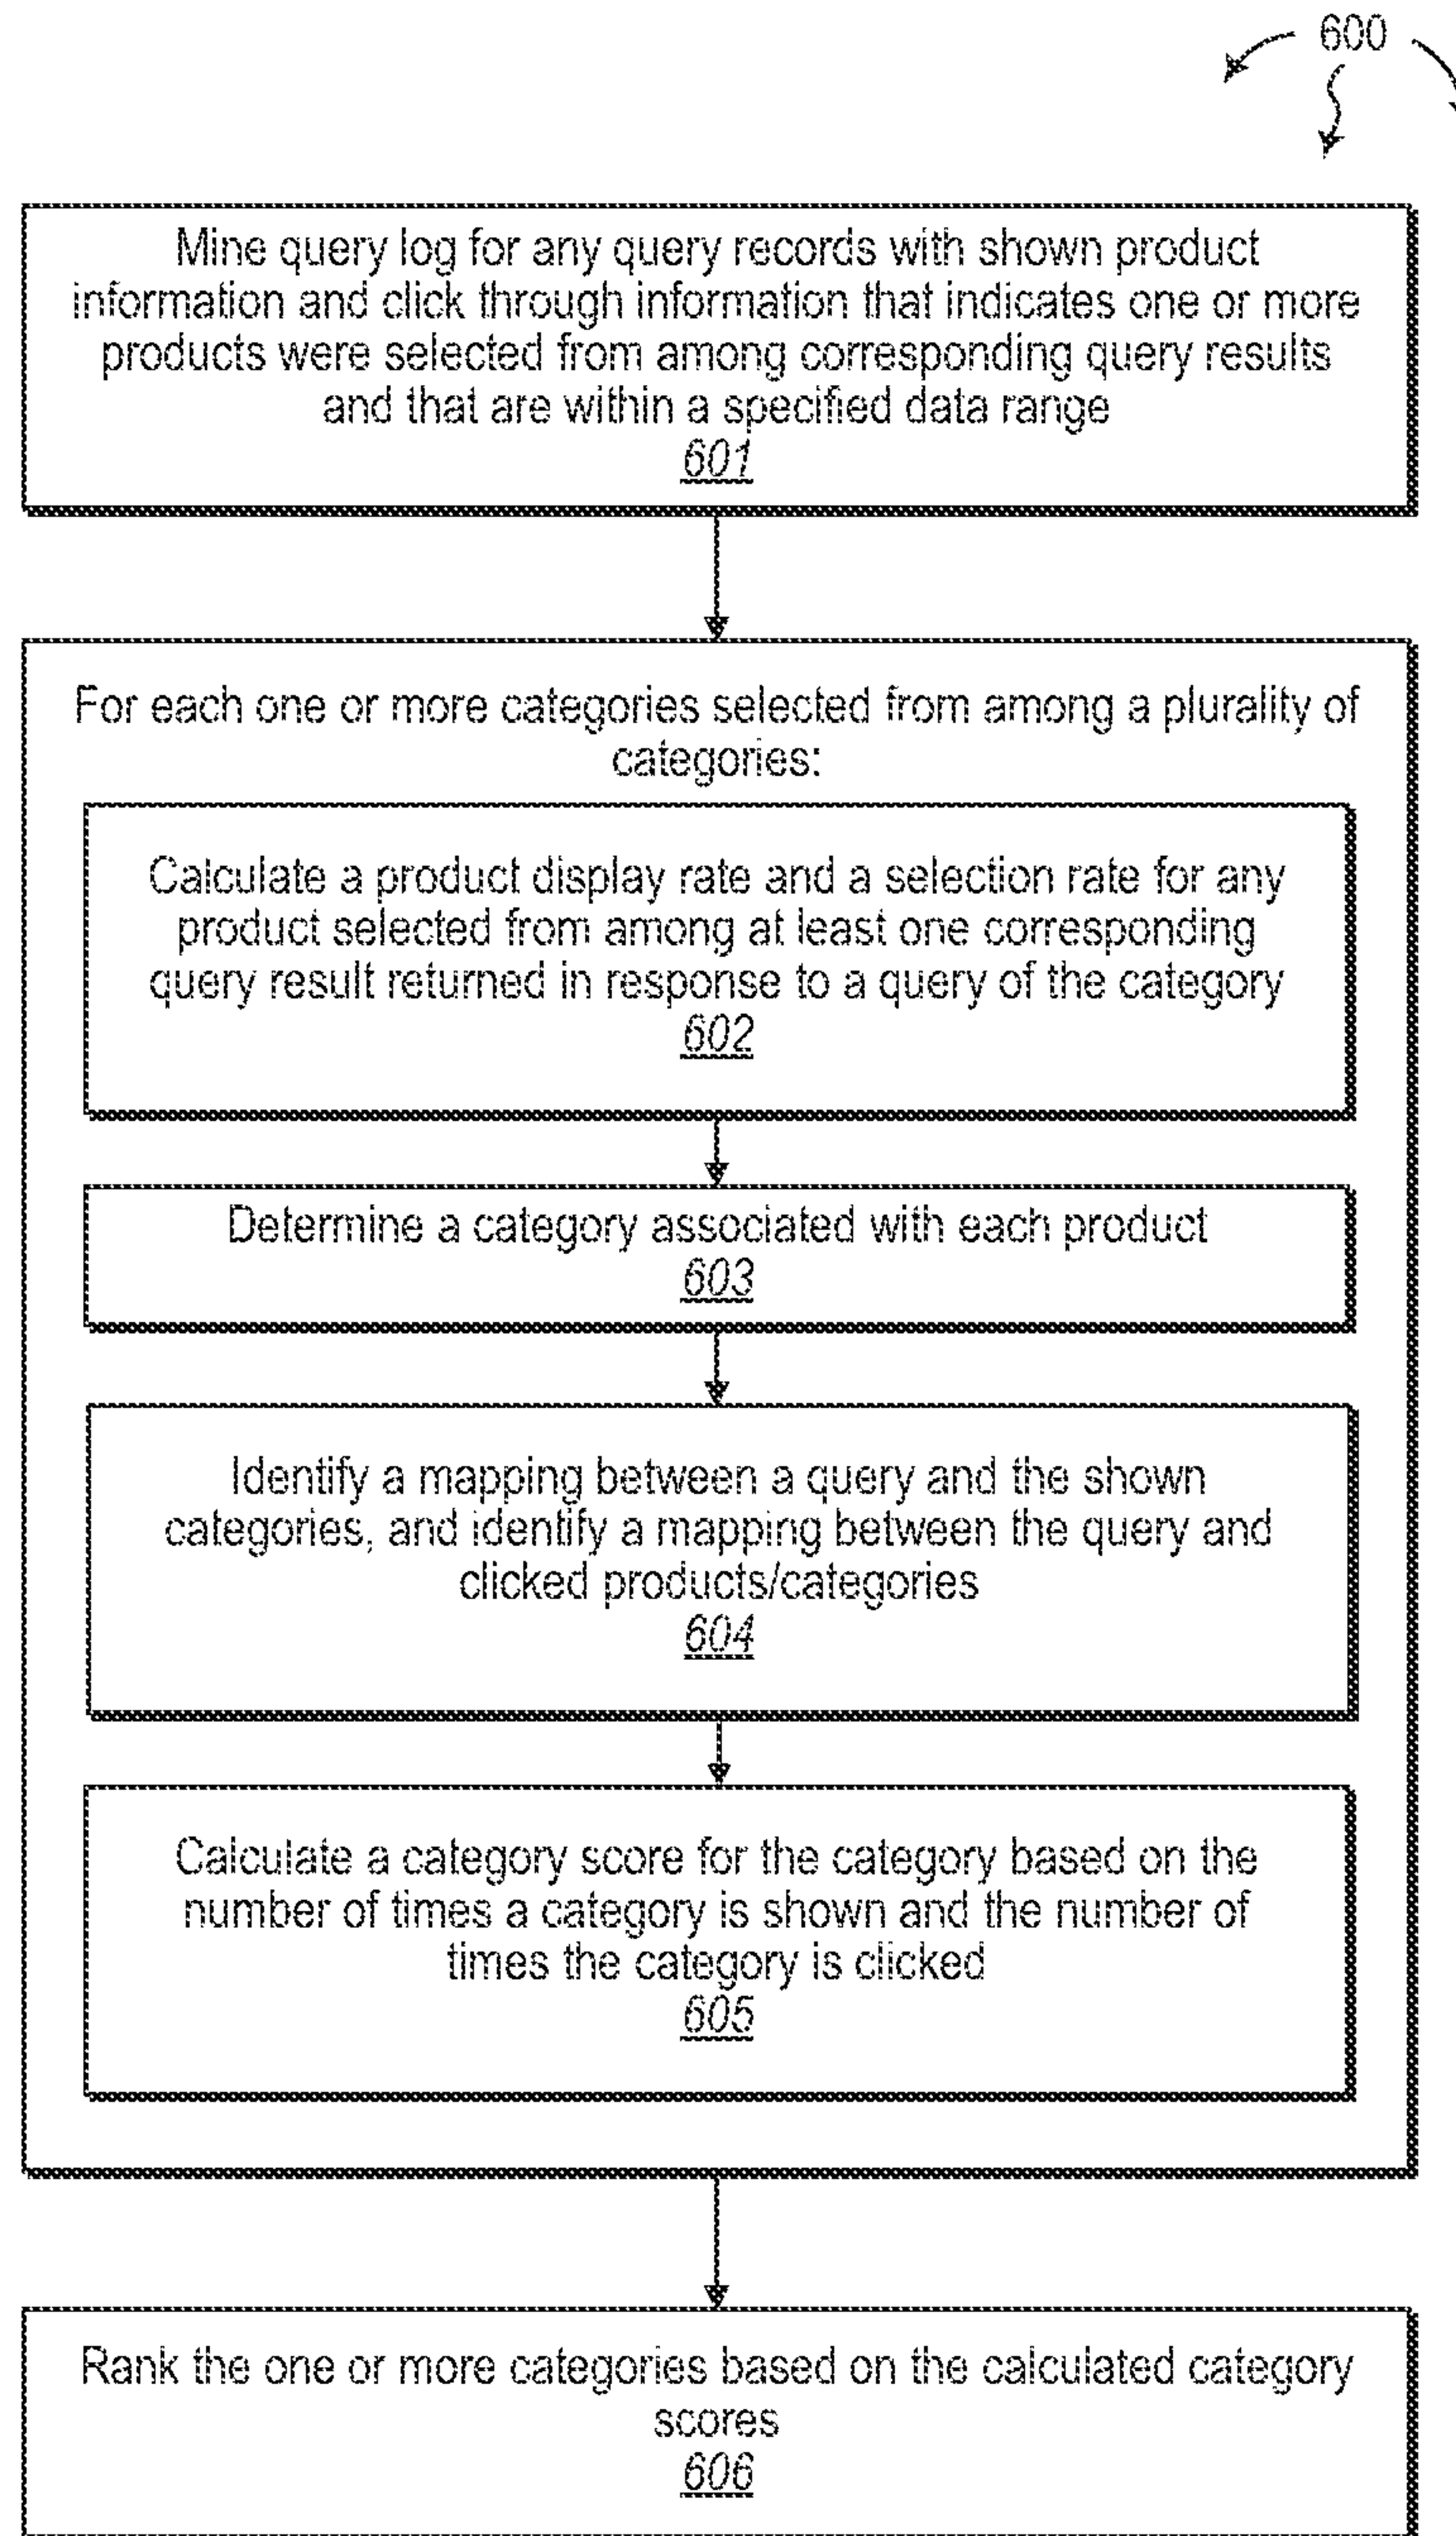 600
Mine query log for any query records with shown product
information and click through information that indicates one or more
products were selected from among corresponding query results
and that are within a specified data range
601
For each one or more categories selected from among a plurality of
categories:
Calculate a product display rate and a selection rate for any
product selected from among at least one corresponding
query result returned in response to a query of the category
602
Determine a category associated with each product
603
Identify a mapping between a query and the shown
categories, and identify a mapping between the query and
clicked products/categories
604
Calculate a category score for the category based on the
number of times a category is shown and the number of
times the category is clicked
605
Rank the one or more categories based on the calculated category
scores
606